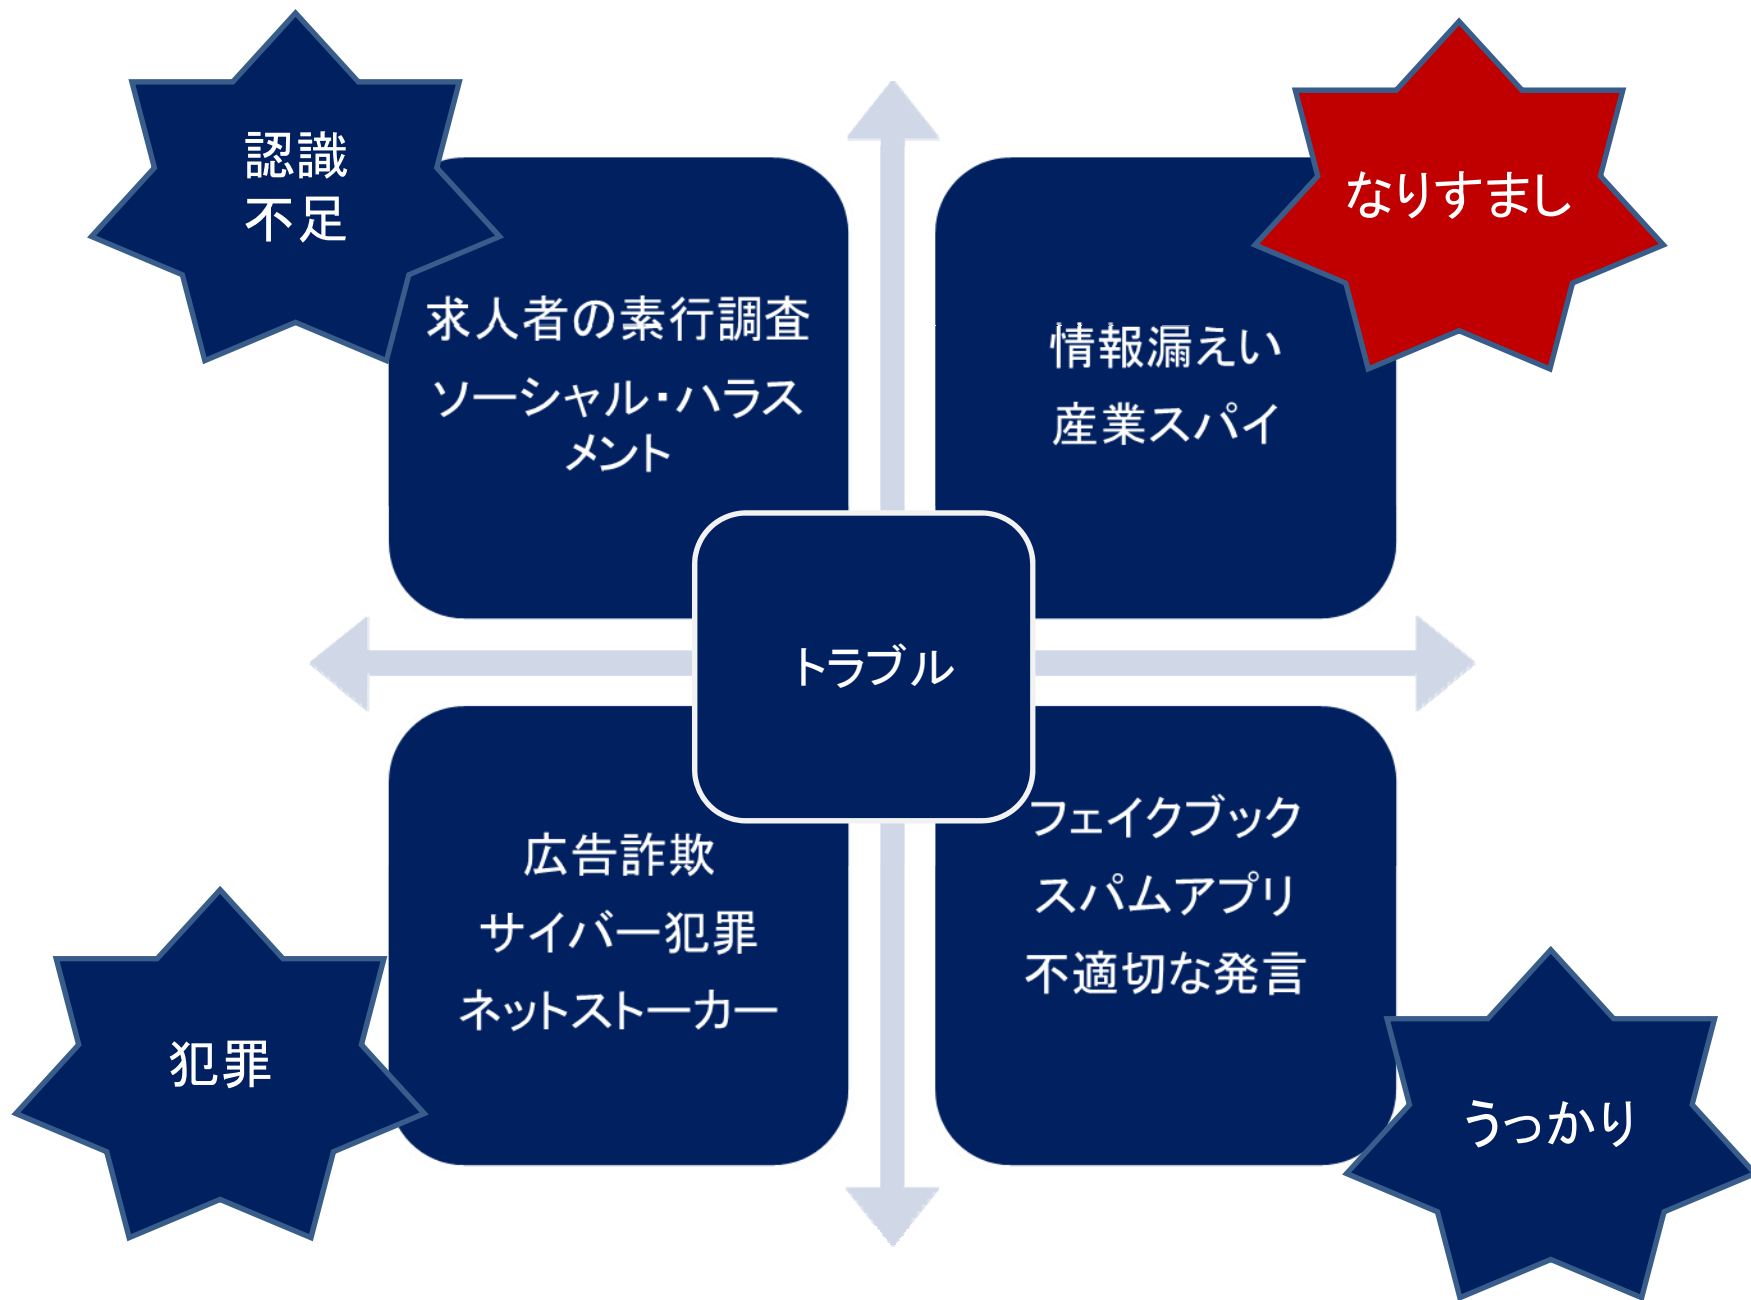 認識
不足
求人者の素行調査
ソーシャル・ハラス
メント
なりすまし
情報漏えい
産業スパイ
トラブル
広告詐欺
サイバー犯罪
ネットストーカー
犯罪
フェイクブック
スパムアプリ
不適切な発言
うっかり